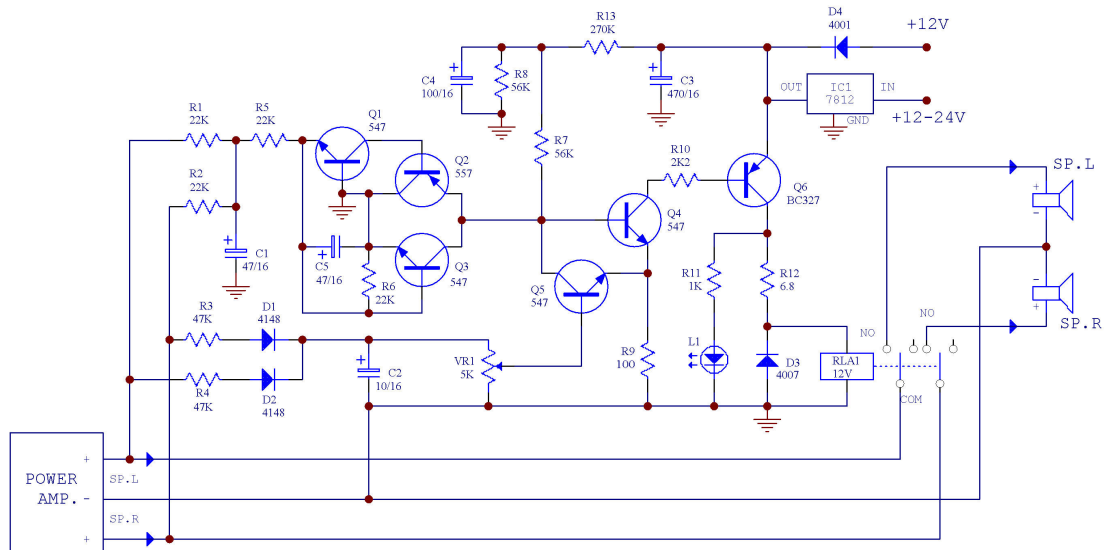 D4
4001
+12V
R13
270K
C4
100/16
+
R8
56K
+
C3
470/16
OUT
IC1
7812
IN
GND
+12-24V
R1
22K
R5
22K
Q1
547
Q2
557
R7
56K
R10
2K2
Q6
BC327
SP.L
+
-
R2
22K
+
C1
47/16
+
C5
47/16
R6
22K
Q3
547
Q4
547
Q5
547
R11
1K
R12
6.8
-
+
SP.R
R3
47K
D1
4148
R4
47K
D2
4148
+
C2
10/16
VR1
5K
R9
100
L1
D3
4007
RLA1
12V
NO
NO
COM
POWER
AMP.
+
-
+
SP.L
SP.R